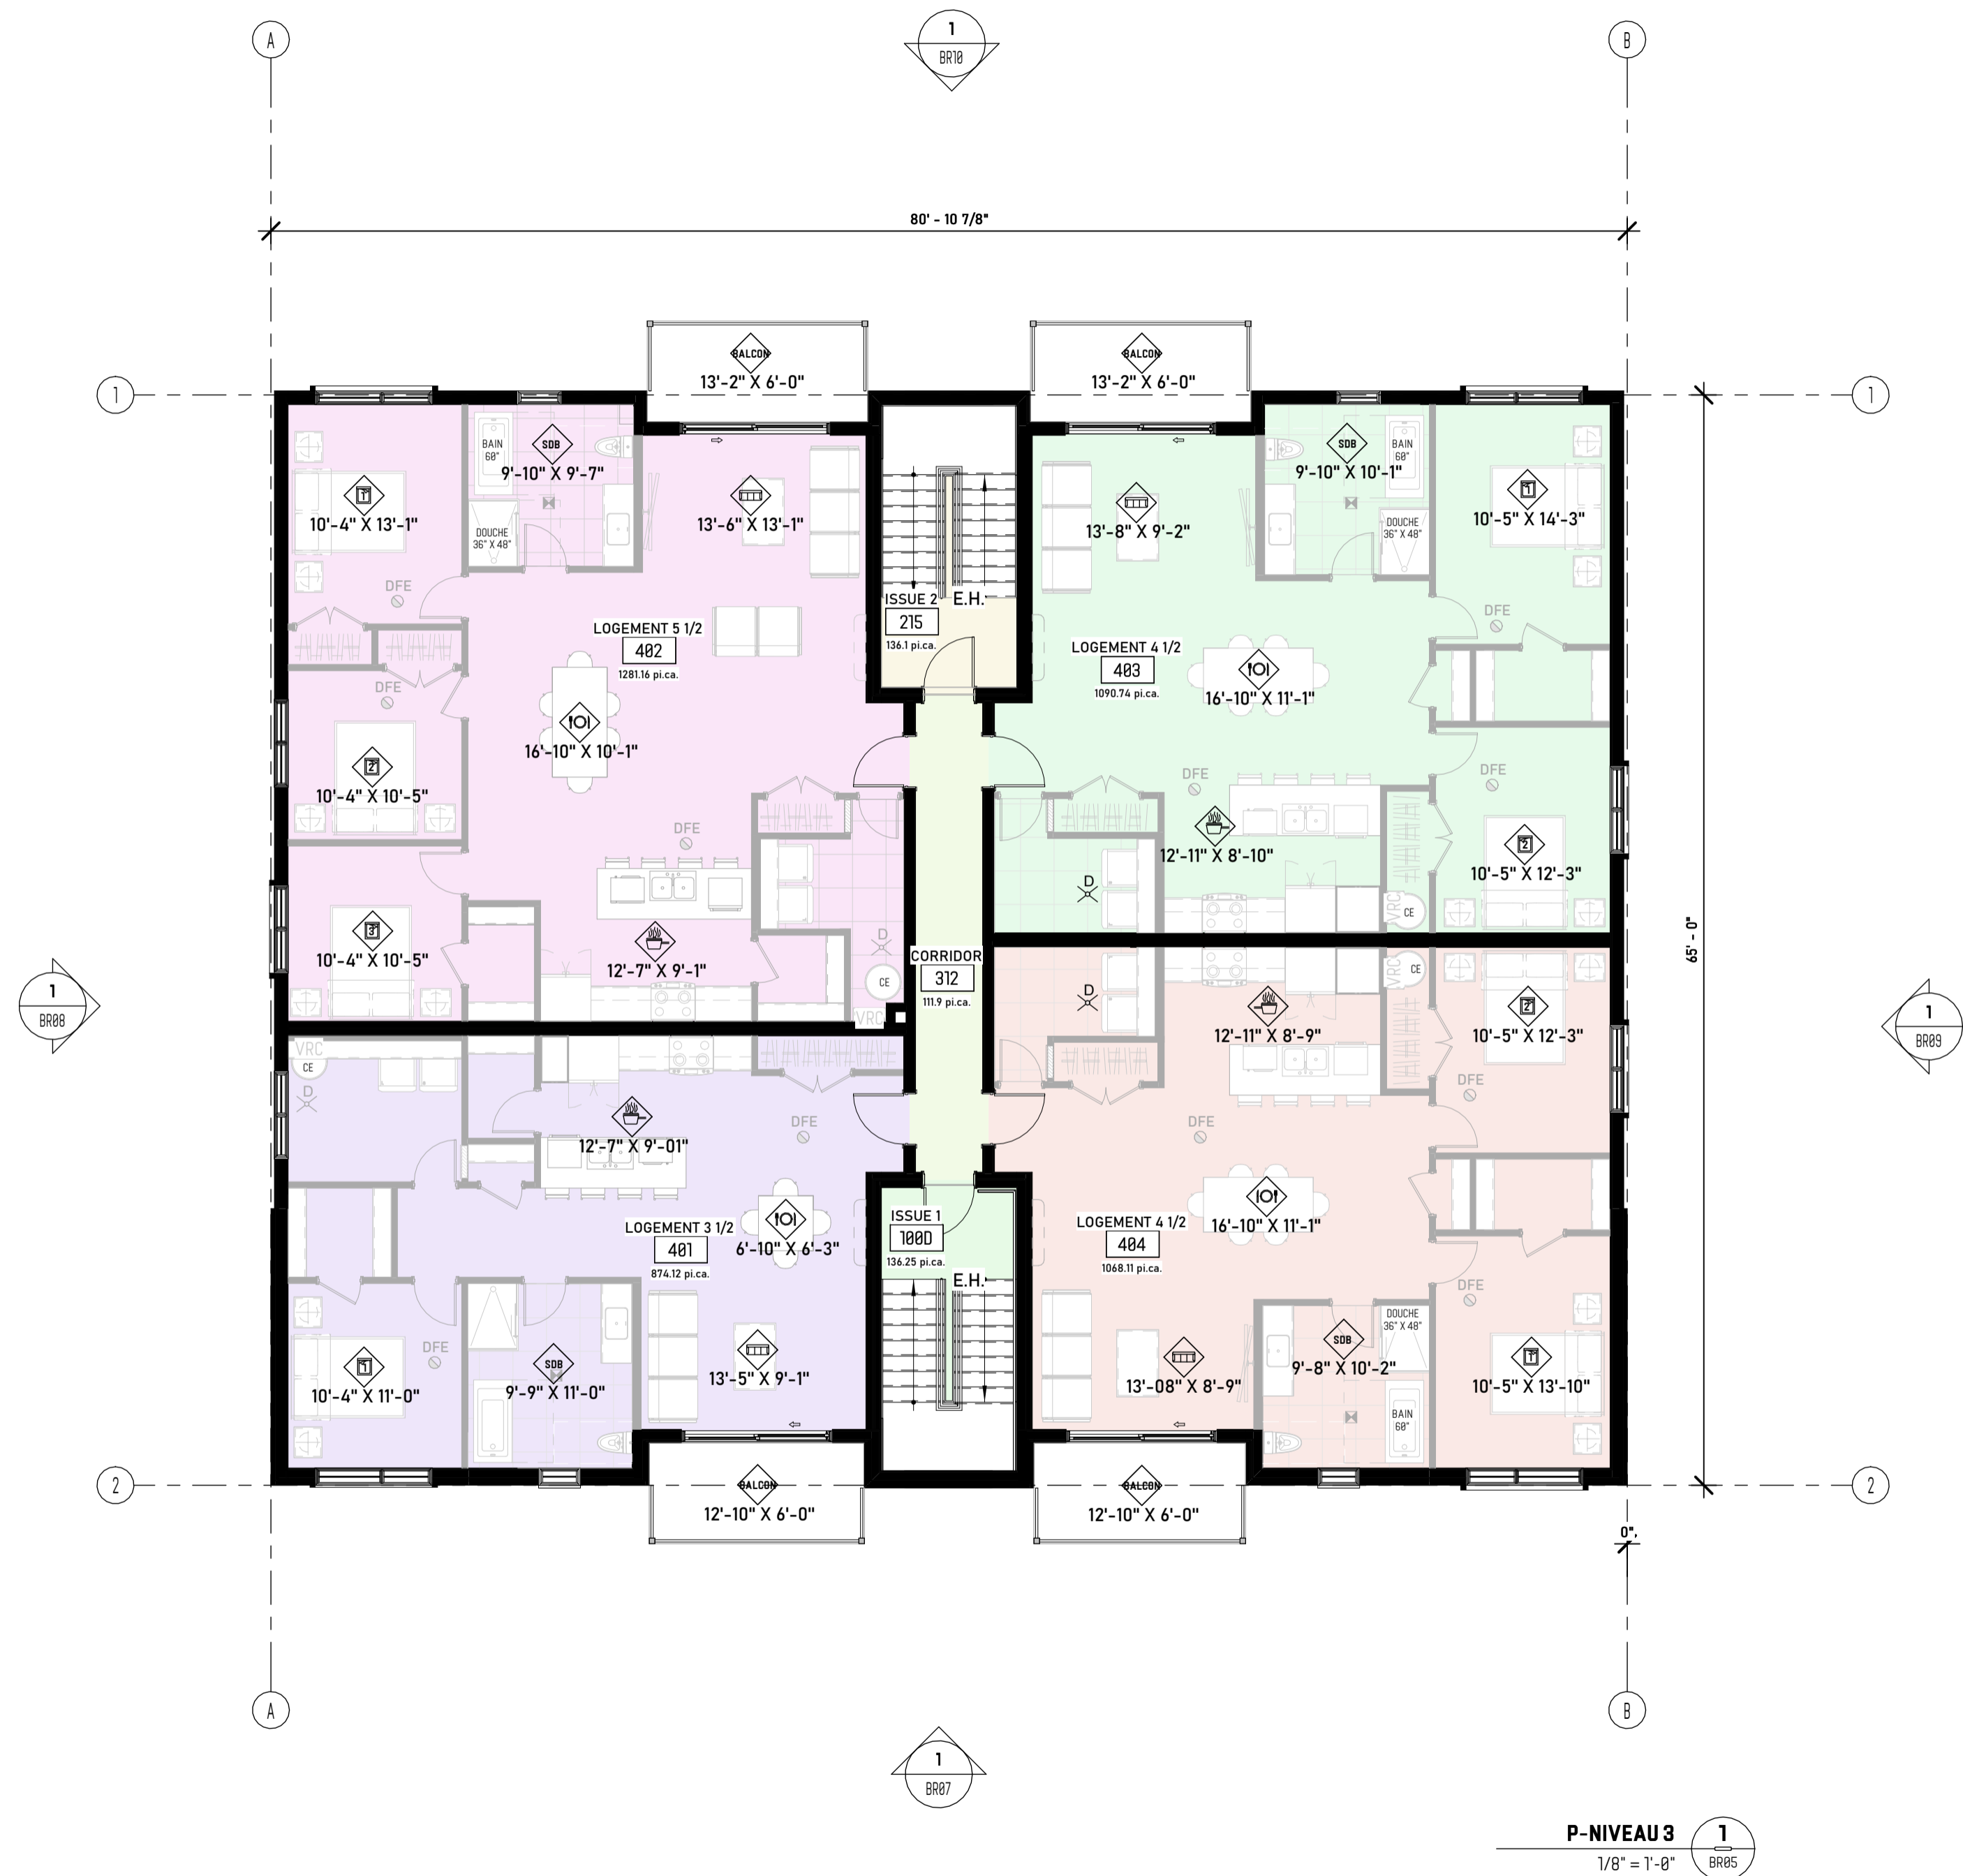 A
1
BR10
B
80' - 10 7/8"
BALCON
13'-2" X 6'-0"
BALCON
13'-2" X 6'-0"
1
1
BAIN
60"
SDB
9'-10" X 9'-7"
DOUCHE
36" X 48"
1
10'-4" X 13'-1"
13'-6" X 13'-1"
13'-8" X 9'-2"
SDB
9'-10" X 10'-1"
BAIN
60"
DOUCHE
36" X 48"
1
10'-5" X 14'-3"
DFE
ISSUE 2
E.H.
215
136.1 pi.ca.
DFE
LOGEMENT 5 1/2
402
1281.16 pi.ca.
LOGEMENT 4 1/2
403
1090.74 pi.ca.
DFE
16'-10" X 10'-1"
16'-10" X 11'-1"
2
10'-4" X 10'-5"
DFE
DFE
DFE
12'-11" X 8'-10"
2
10'-5" X 12'-3"
D
VRC
CE
3
10'-4" X 10'-5"
12'-7" X 9'-1"
D
CE
VRC
CORRIDOR
312
111.9 pi.ca.
65' - 0"
1
BR08
1
BR09
VRC
CE
D
D
12'-11" X 8'-9"
VRC
CE
2
10'-5" X 12'-3"
DFE
12'-7" X 9'-01"
DFE
DFE
LOGEMENT 3 1/2
401
874.12 pi.ca.
6'-10" X 6'-3"
ISSUE 1
100D
136.25 pi.ca.
E.H.
LOGEMENT 4 1/2
404
1068.11 pi.ca.
16'-10" X 11'-1"
DFE
1
10'-4" X 11'-0"
DFE
SDB
9'-9" X 11'-0"
13'-5" X 9'-1"
13'-08" X 8'-9"
SDB
9'-8" X 10'-2"
DOUCHE
36" X 48"
BAIN
60"
1
10'-5" X 13'-10"
2
2
BALCON
12'-10" X 6'-0"
BALCON
12'-10" X 6'-0"
0",
A
B
1
BR07
P-NIVEAU 3
1/8" = 1'-0"
1
BR05